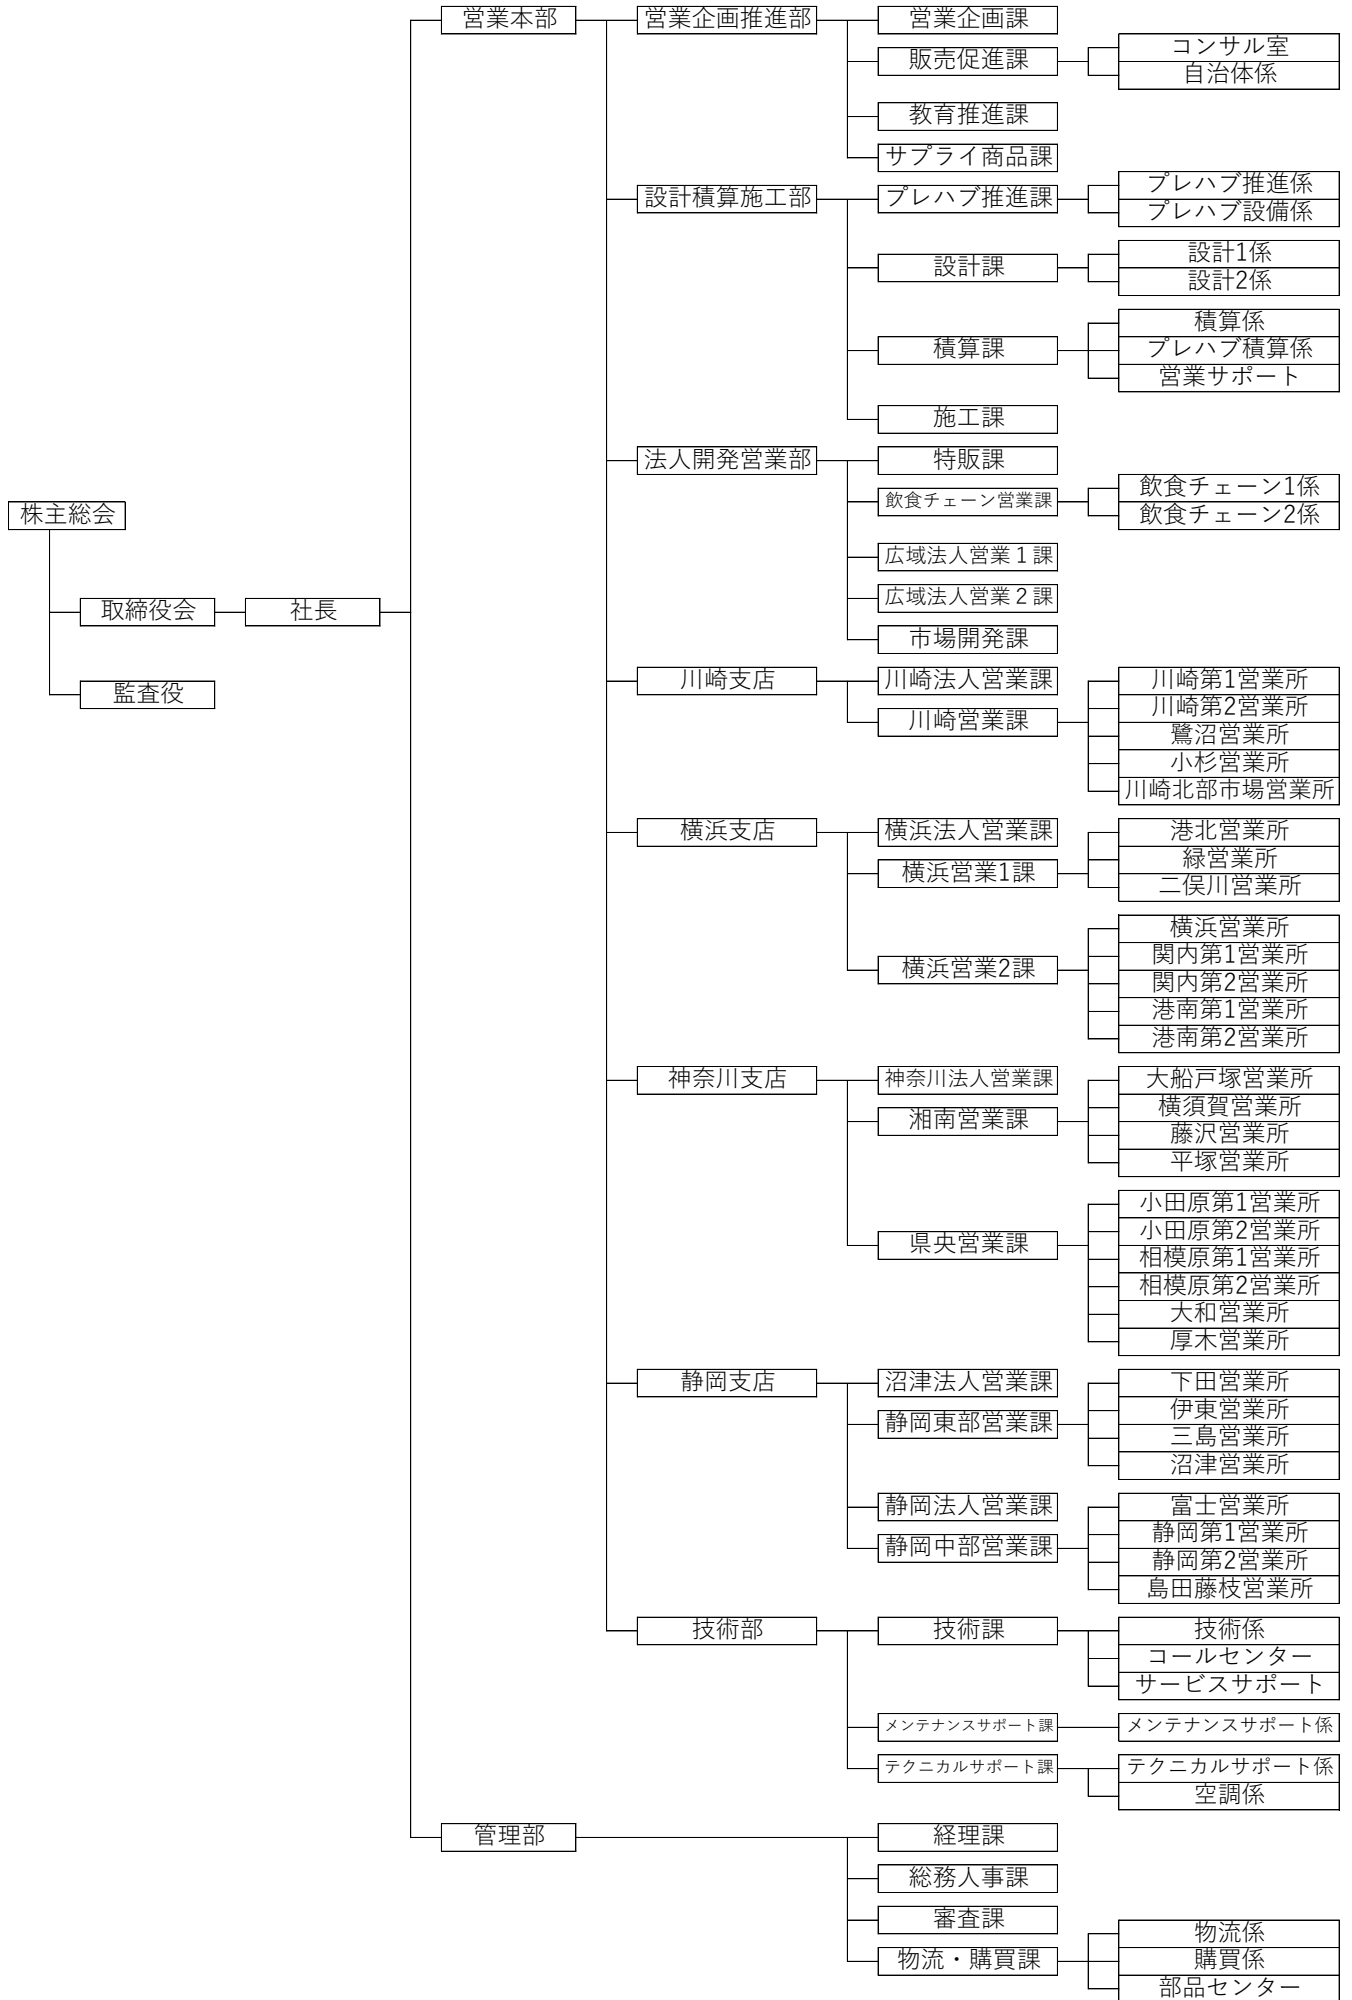 株主総会
取締役会
監査役
社長
営業本部
営業企画推進部
営業企画課
販売促進課
コンサル室
自治体係
教育推進課
サプライ商品課
設計積算施工部
プレハブ推進課
プレハブ推進係
プレハブ設備係
設計課
設計1係
設計2係
積算課
積算係
プレハブ積算係
営業サポート
施工課
法人開発営業部
特販課
飲食チェーン営業課
飲食チェーン1係
飲食チェーン2係
広域法人営業1課
広域法人営業2課
市場開発課
川崎支店
川崎法人営業課
川崎営業課
川崎第1営業所
川崎第2営業所
鷺沼営業所
小杉営業所
川崎北部市場営業所
横浜支店
横浜法人営業課
横浜営業1課
港北営業所
緑営業所
二俣川営業所
横浜営業2課
横浜営業所
関内第1営業所
関内第2営業所
港南第1営業所
港南第2営業所
神奈川支店
神奈川法人営業課
湘南営業課
大船戸塚営業所
横須賀営業所
藤沢営業所
平塚営業所
県央営業課
小田原第1営業所
小田原第2営業所
相模原第1営業所
相模原第2営業所
大和営業所
厚木営業所
静岡支店
沼津法人営業課
静岡東部営業課
下田営業所
伊東営業所
三島営業所
沼津営業所
静岡法人営業課
静岡中部営業課
富士営業所
静岡第1営業所
静岡第2営業所
島田藤枝営業所
技術部
技術課
技術係
コールセンター
サービスサポート
メンテナンスサポート課
メンテナンスサポート係
テクニカルサポート課
テクニカルサポート係
空調係
管理部
経理課
総務人事課
審査課
物流・購買課
物流係
購買係
部品センター